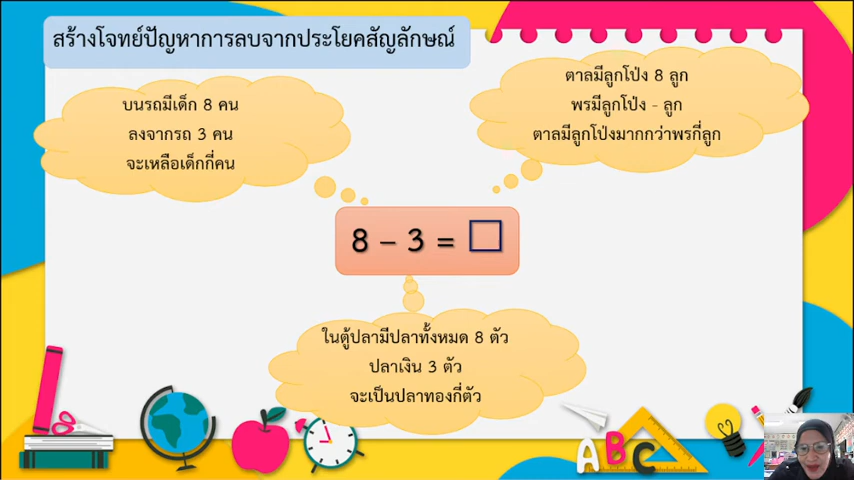 สร้างโจทย์ปัญหาการลบจากประโยคสัญลักษณ์
บนรถมีเด็ก 8 คน
ลงจากรถ 3 คน
จะเหลือเด็กกี่คน
ตาลมีลูกโป่ง 8 ลูก
พรมีลูกโป่ง - ลูก
ตาลมีลูกโป่งมากกว่าพรกี่ลูก
8 – 3 = □
ในตู้ปลามีปลาทั้งหมด 8 ตัว
ปลาเงิน 3 ตัว
จะเป็นปลาทองกี่ตัว
ABC